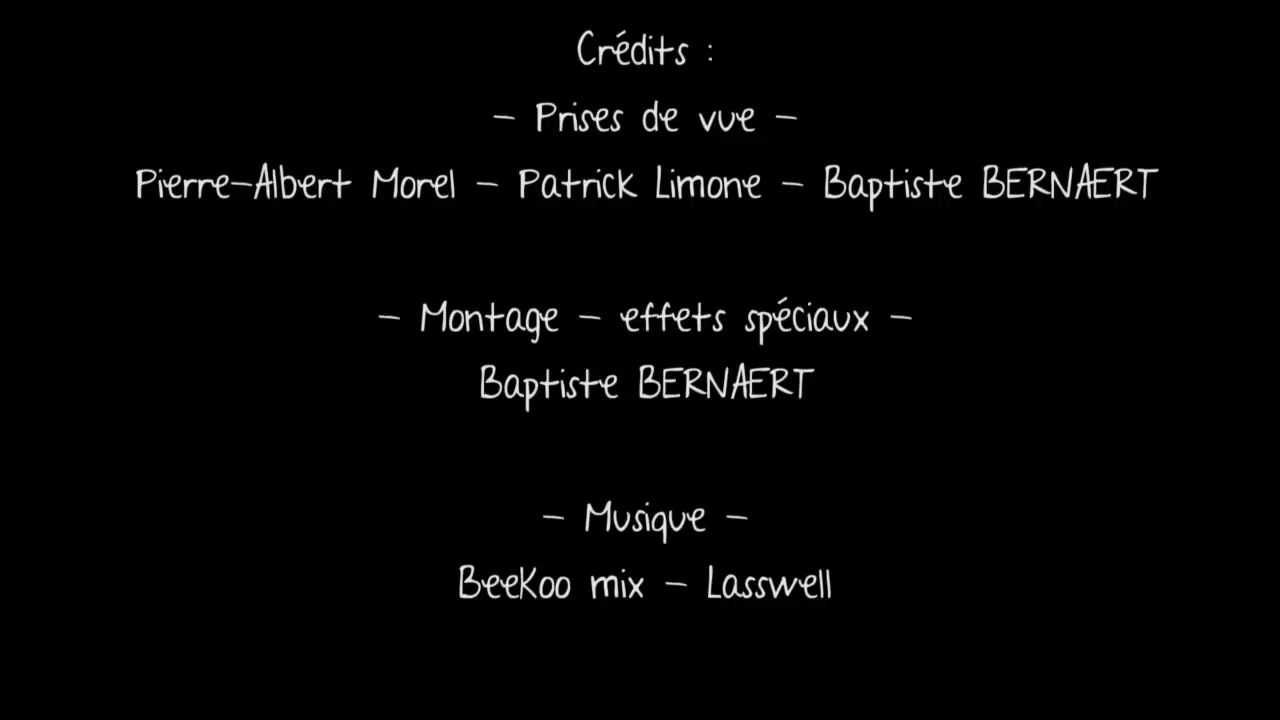 Crédits :
- Prises de vue -
Pierre-Albert Morel - Patrick Limone - Baptiste BERNAERT
- Montage - effets spéciaux -
Baptiste BERNAERT
- Musique -
BeeKoo mix - Lasswell